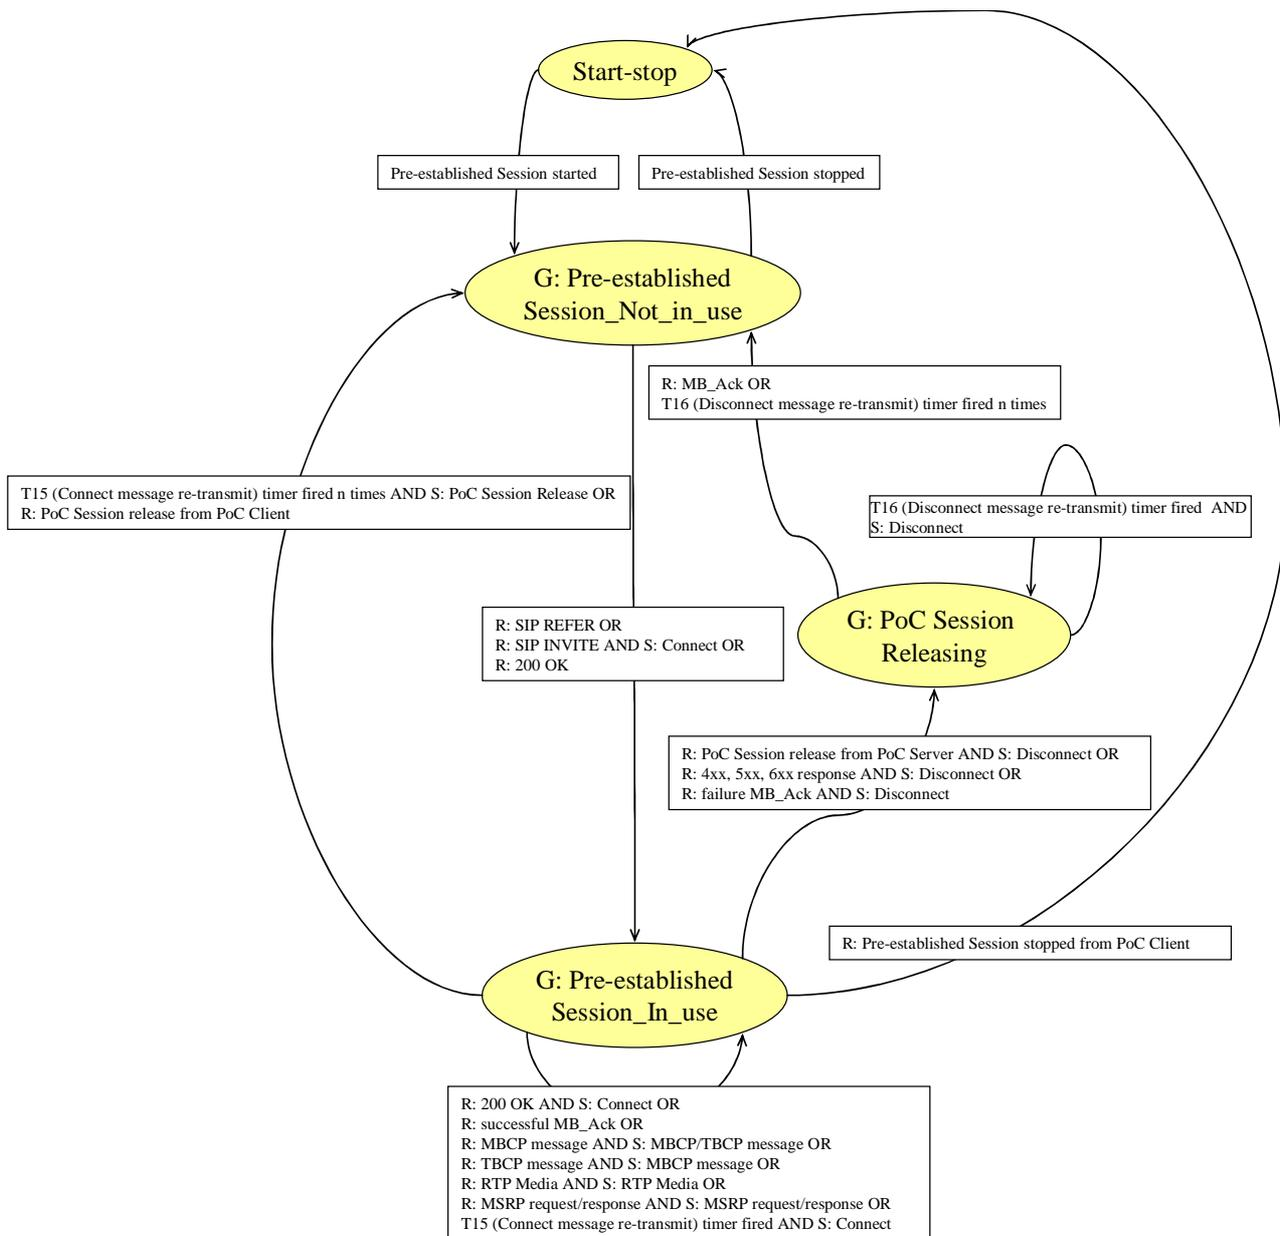 Start-stop
Pre-established Session started
Pre-established Session stopped
G: Pre-established
Session_Not_in_use
R: MB_Ack OR
T16 (Disconnect message re-transmit) timer fired n times
T15 (Connect message re-transmit) timer fired n times AND S: PoC Session Release OR
R: PoC Session release from PoC Client
T16 (Disconnect message re-transmit) timer fired AND
S: Disconnect
R: SIP REFER OR
R: SIP INVITE AND S: Connect OR
R: 200 OK
G: PoC Session
Releasing
R: PoC Session release from PoC Server AND S: Disconnect OR
R: 4xx, 5xx, 6xx response AND S: Disconnect OR
R: failure MB_Ack AND S: Disconnect
R: Pre-established Session stopped from PoC Client
G: Pre-established
Session_In_use
R: 200 OK AND S: Connect OR
R: successful MB_Ack OR
R: MBCP message AND S: MBCP/TBCP message OR
R: TBCP message AND S: MBCP message OR
R: RTP Media AND S: RTP Media OR
R: MSRP request/response AND S: MSRP request/response OR
T15 (Connect message re-transmit) timer fired AND S: Connect